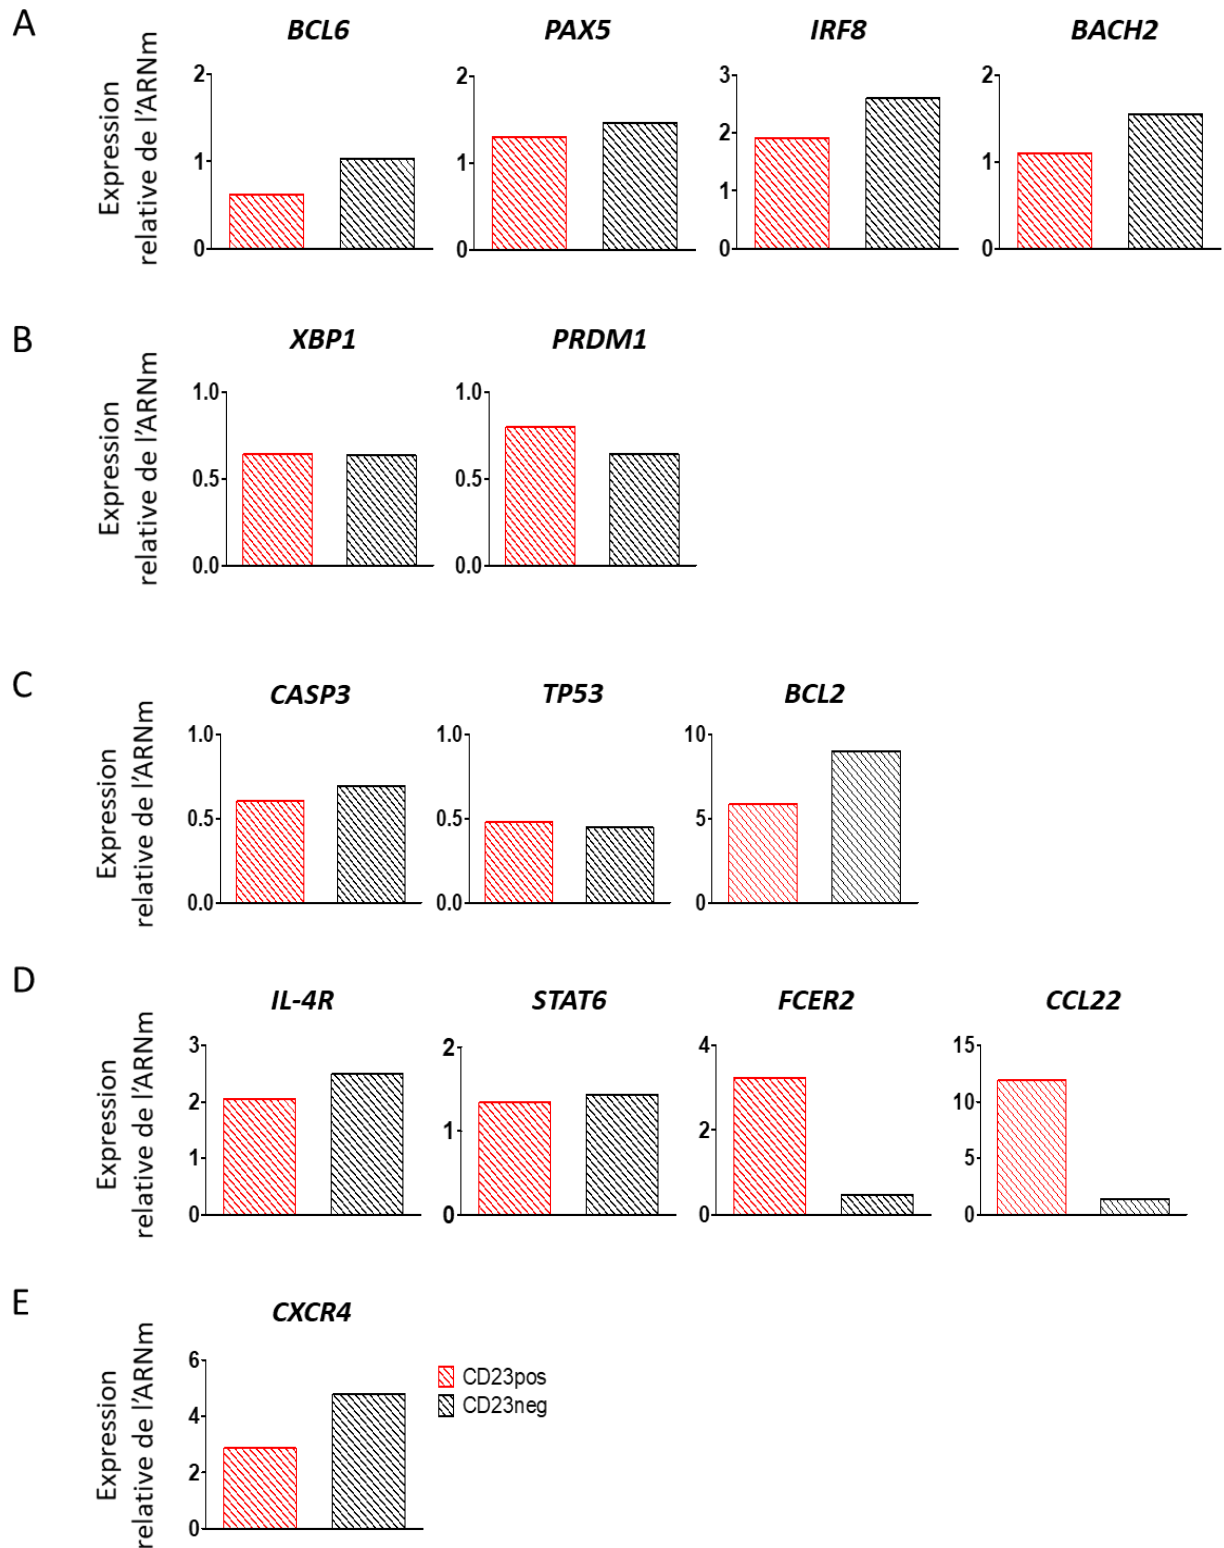 A
BCL6 PAX5 IRF8 BACH2
Expression
relative de l'ARNm
2 1 0
2 1 0
3 2 1 0
2 1 0
B
XBP1 PRDM1
Expression
relative de l'ARNm
1.0 0.5 0.0
1.0 0.5 0.0
C
CASP3 TP53 BCL2
Expression
relative de l'ARNm
1.0 0.5 0.0
1.0 0.5 0.0
10 5 0
D
IL-4R STAT6 FCER2 CCL22
Expression
relative de l'ARNm
3 2 1 0
2 1 0
4 2 0
15 10 5 0
E
CXCR4
Expression
relative de l'ARNm
6 4 2 0
CD23pos
CD23neg